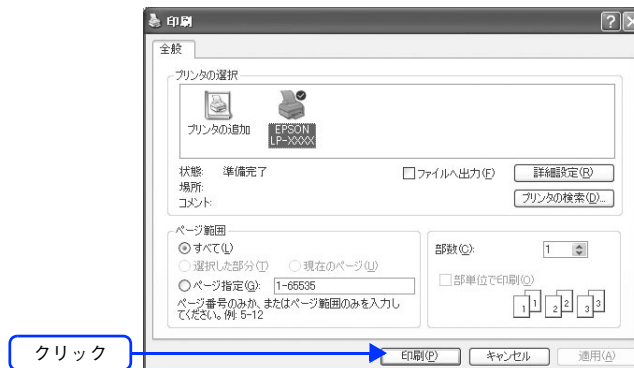 印刷
全般
プリンタの選択
プリンタの追加
EPSON
LP-XXXX
状態: 準備完了
場所:
コメント:
ファイルへ出力(F)
詳細設定(R)
プリンタの検索(D)...
ページ範囲
すべて(L)
選択した部分(T) 現在のページ(U)
ページ指定(G): 1-65535
ページ番号のみか、またはページ範囲のみを入力し
てください。例: 5-12
部数(C): 1
部単位で印刷(O)
1 1 2 2 3 3
クリック
印刷(P) キャンセル 適用(A)